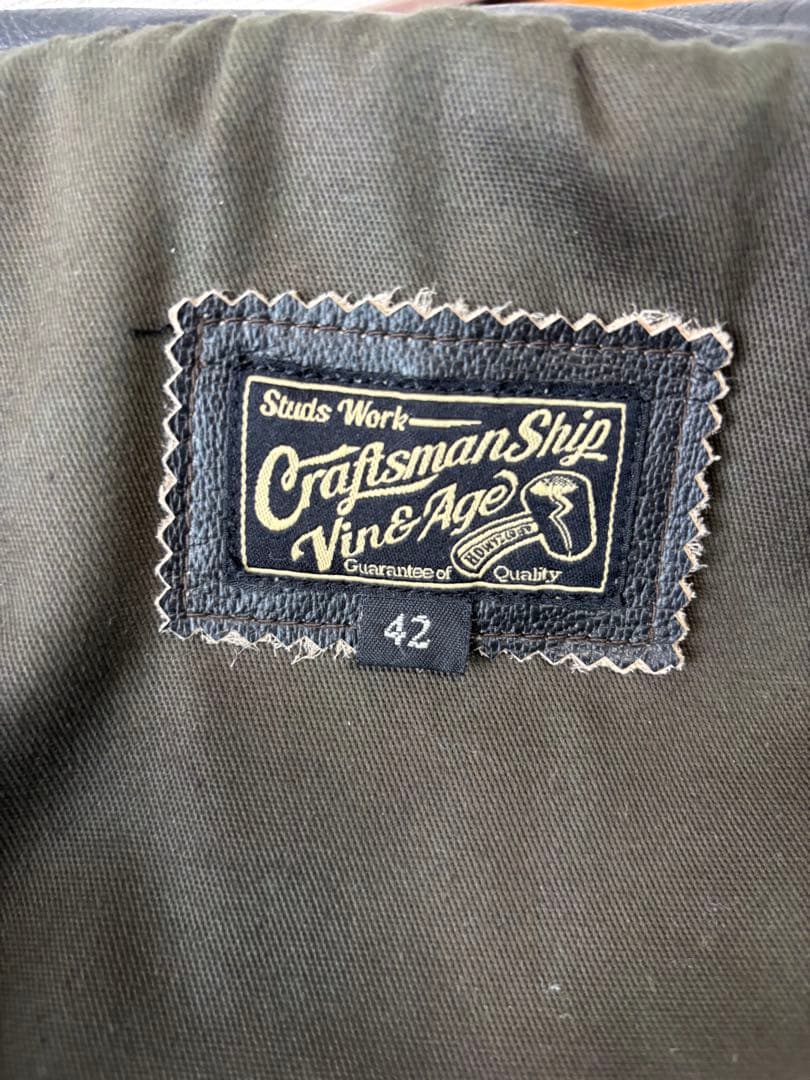 Studs Work
CraftsmanShip
Vin & Age
Guarantee of Quality
42